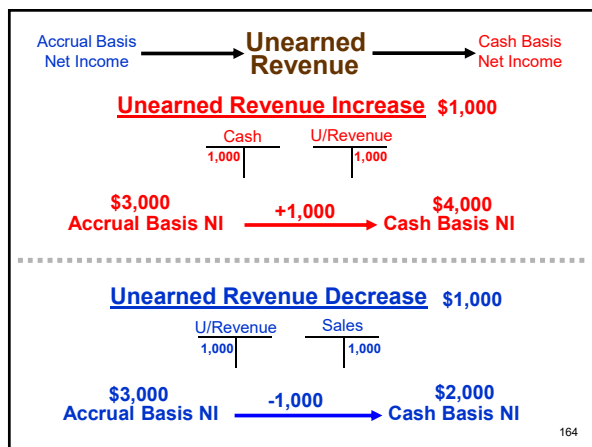 Accrual Basis
Net Income
Unearned
Revenue
Cash Basis
Net Income
Unearned Revenue Increase $1,000
Cash U/Revenue
1,000 1,000
$3,000
Accrual Basis NI
+1,000
$4,000
Cash Basis NI
Unearned Revenue Decrease $1,000
U/Revenue Sales
1,000 1,000
$3,000
Accrual Basis NI
-1,000
$2,000
Cash Basis NI
164